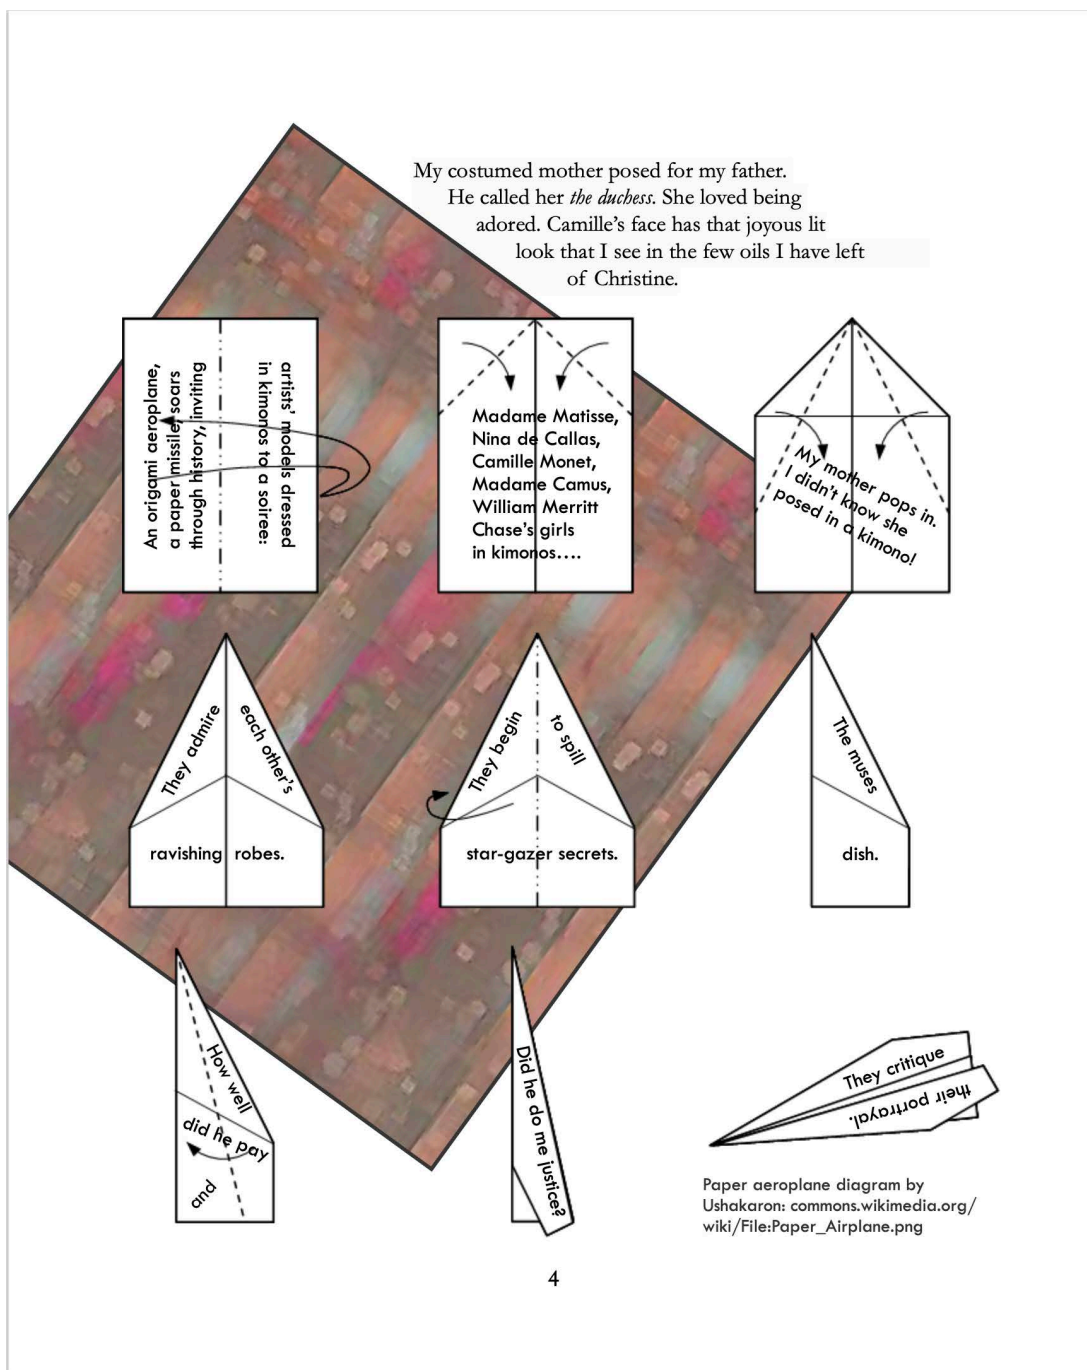 My costumed mother posed for my father.
He called her the duchess. She loved being
adored. Camille’s face has that joyous lit
look that I see in the few oils I have left
of Christine.
An origami aeroplane,
a paper missile, soars
through history, inviting
artists’ models dressed
in kimonos to a soiree:
Madame Matisse,
Nina de Callas,
Camille Monet,
Madame Camus,
William Merritt
Chase’s girls
in kimonos….
My mother pops in.
I didn’t know she
posed in a kimono!
They admire
each other’s
ravishing robes.
They begin
to spill
star-gazer secrets.
The muses
dish.
How well
did he pay
and
Did he do me justice?
They critique
their portrayal.
Paper aeroplane diagram by
Ushakaron: commons.wikimedia.org/
wiki/File:Paper_Airplane.png
4